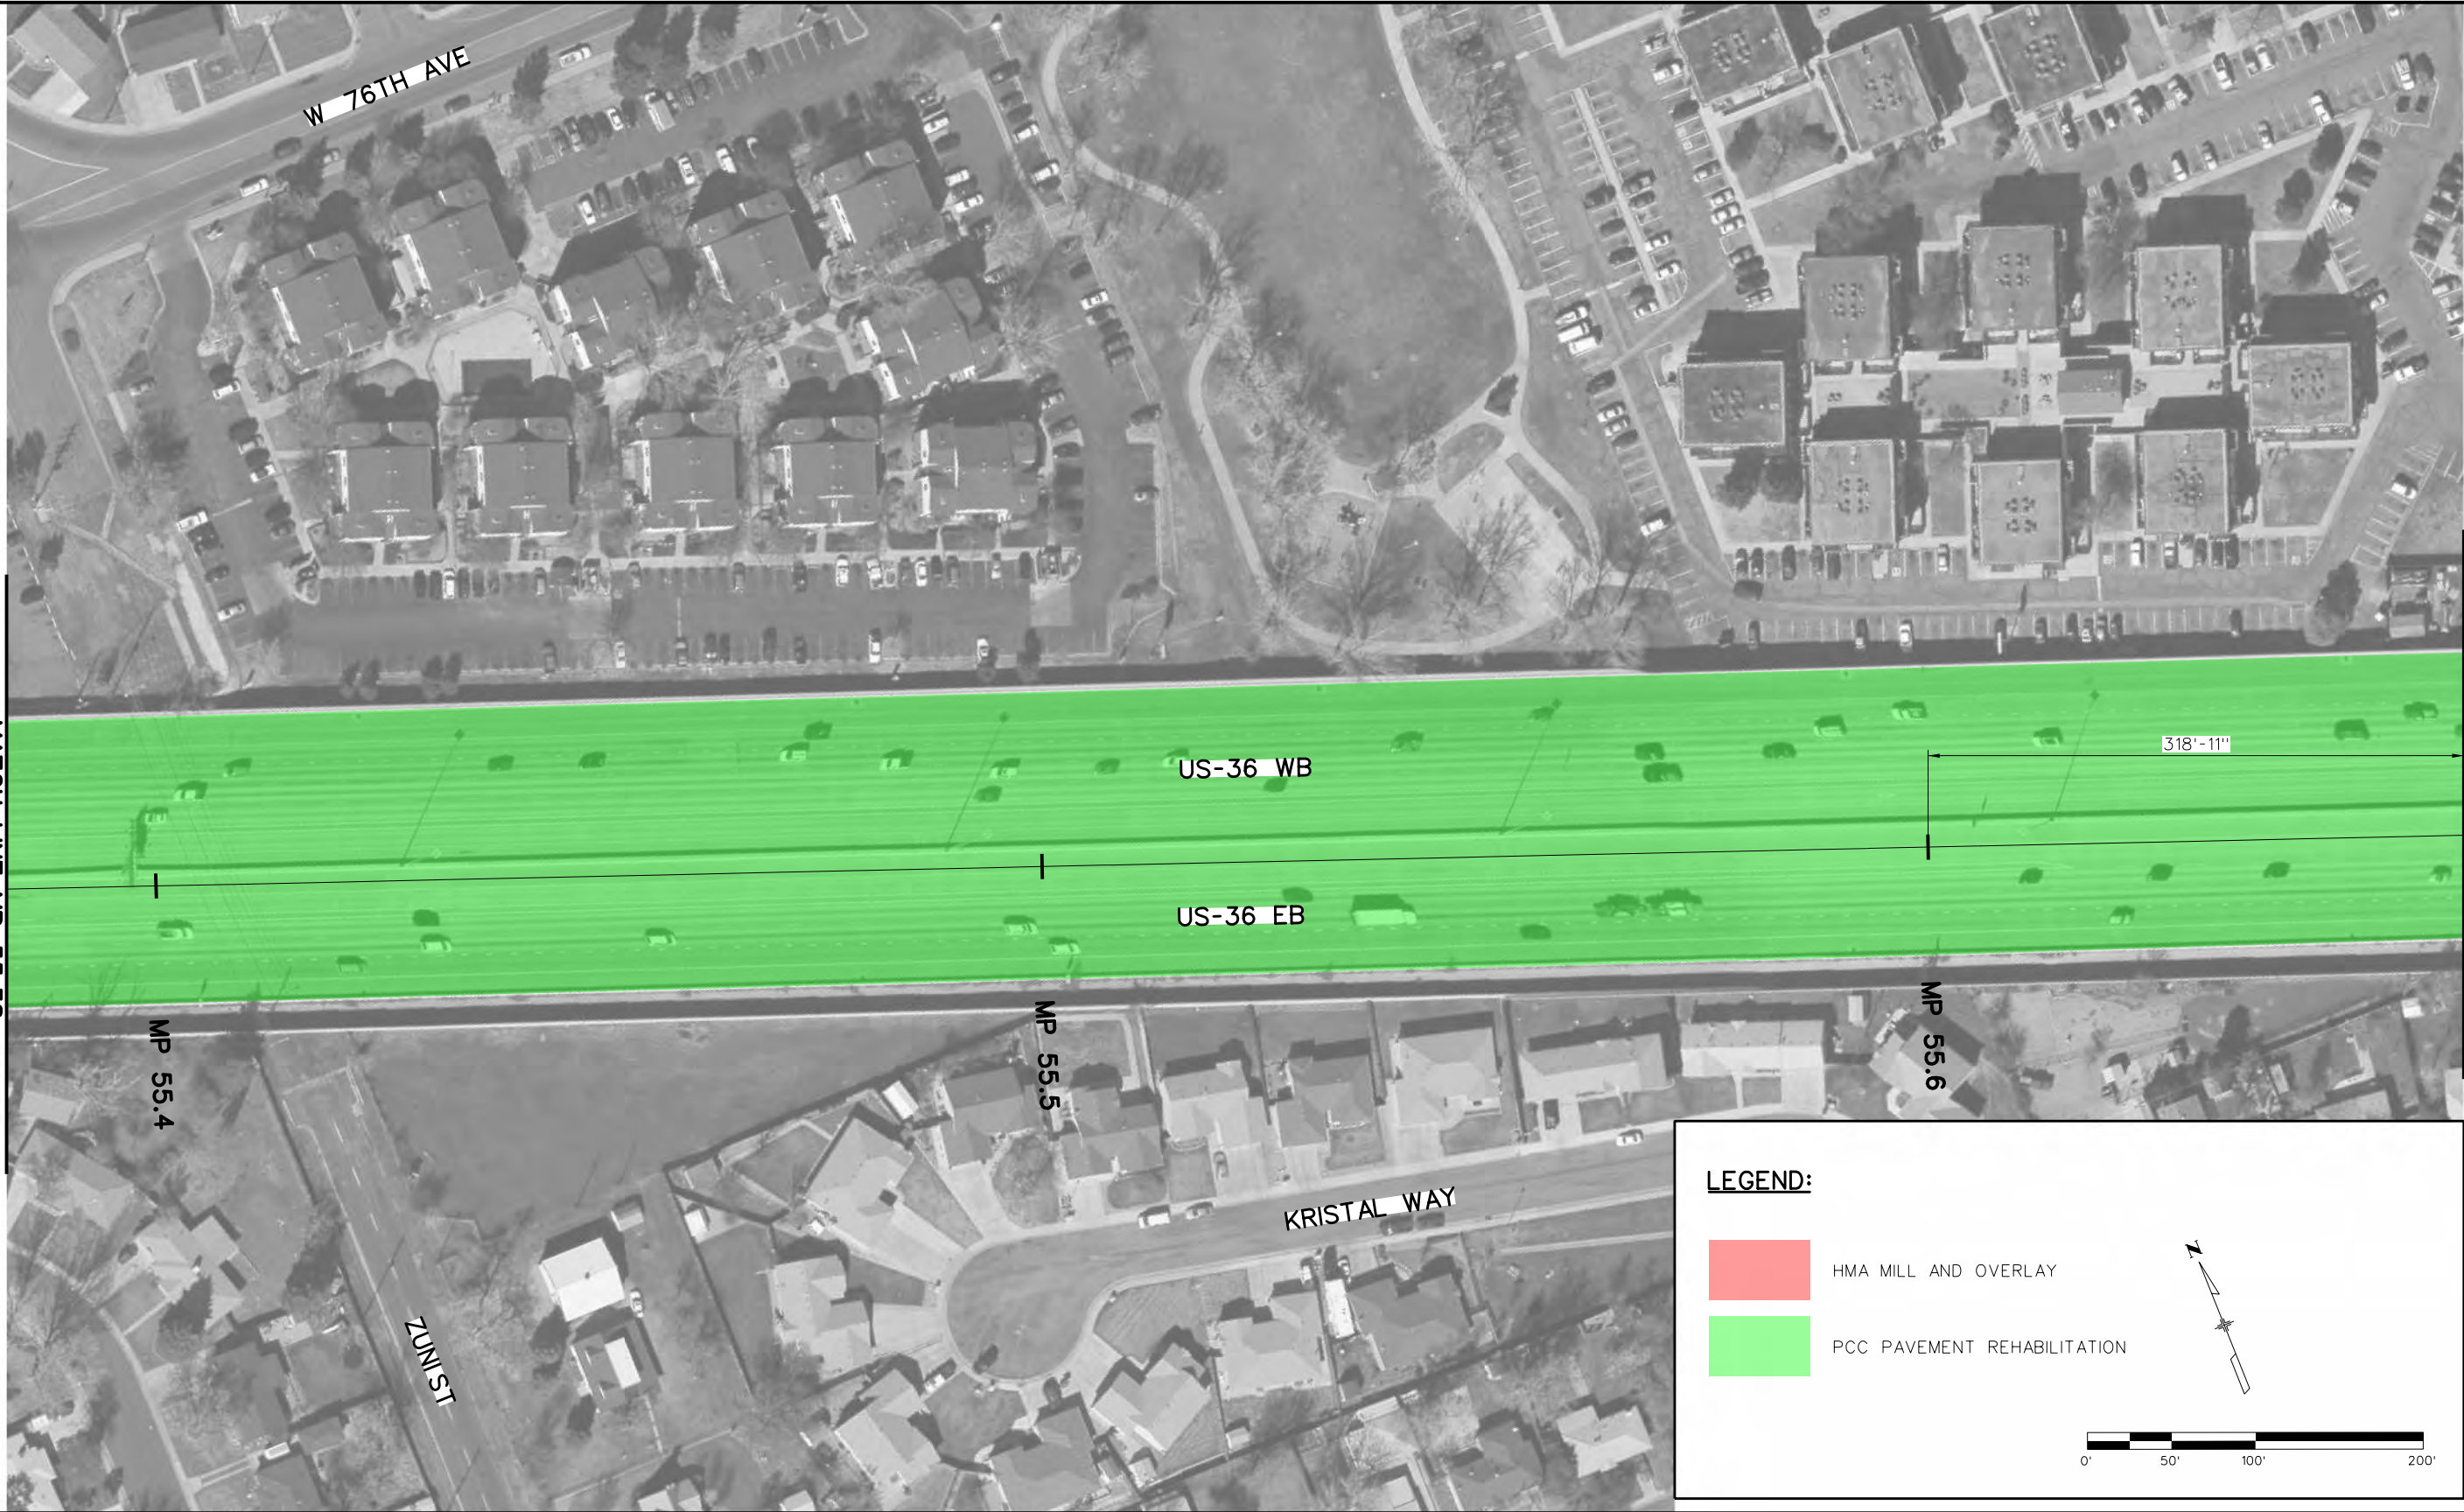 W 76TH AVE
US-36 WB
318'-11"
US-36 EB
MP 55.4
MP 55.5
MP 55.6
KRISTAL WAY
ZUNI ST
LEGEND:
HMA MILL AND OVERLAY
PCC PAVEMENT REHABILITATION
N
0' 50' 100' 200'